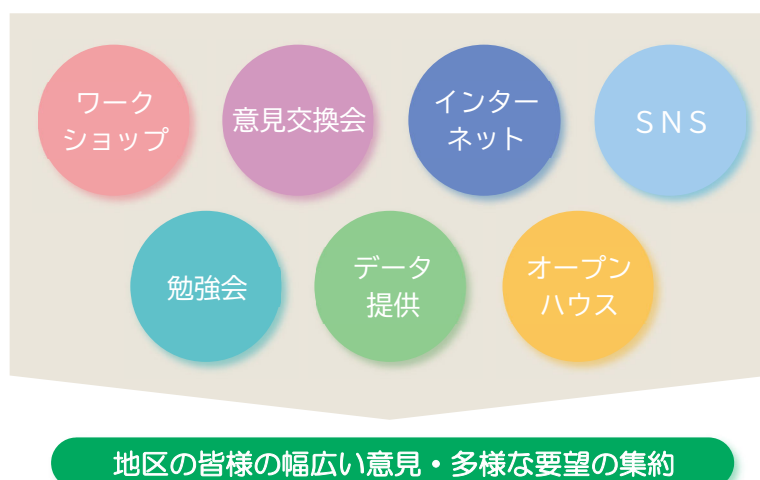 ワーク
ショップ
意見交換会
インター
ネット
ＳＮＳ
勉強会
データ
提供
オープン
ハウス
地区の皆様の幅広い意見・多様な要望の集約